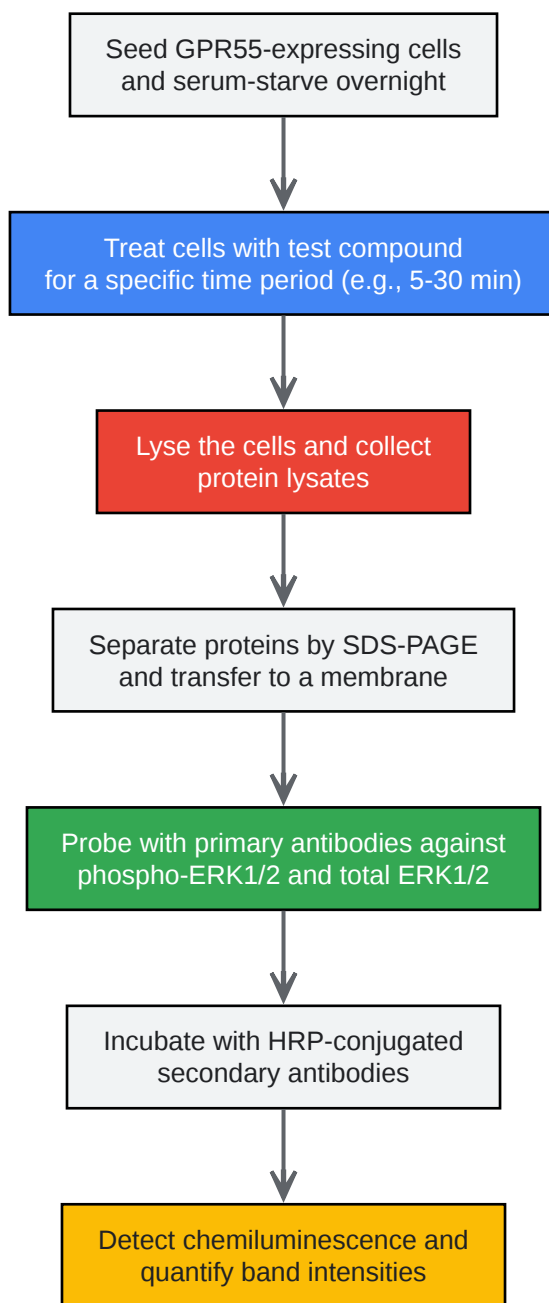 Seed GPR55-expressing cells
and serum-starve overnight
Treat cells with test compound
for a specific time period (e.g., 5-30 min)
Lyse the cells and collect
protein lysates
Separate proteins by SDS-PAGE
and transfer to a membrane
Probe with primary antibodies against
phospho-ERK1/2 and total ERK1/2
Incubate with HRP-conjugated
secondary antibodies
Detect chemiluminescence and
quantify band intensities